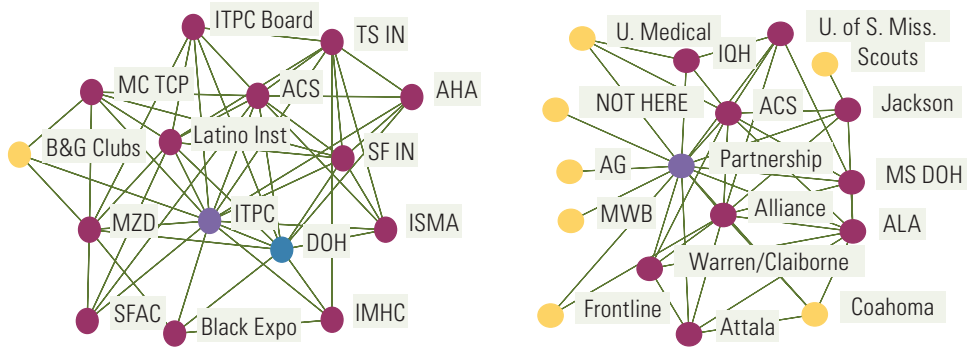 ITPC Board
TS IN
MC TCP
ACS
AHA
B&G Clubs
Latino Inst
SF IN
MZD
ITPC
ISMA
DOH
SFAC
Black Expo
IMHC
U. Medical
U. of S. Miss.
IQH
Scouts
NOT HERE
ACS
Jackson
AG
Partnership
MS DOH
MWB
Alliance
ALA
Warren/Claiborne
Frontline
Attala
Coahoma